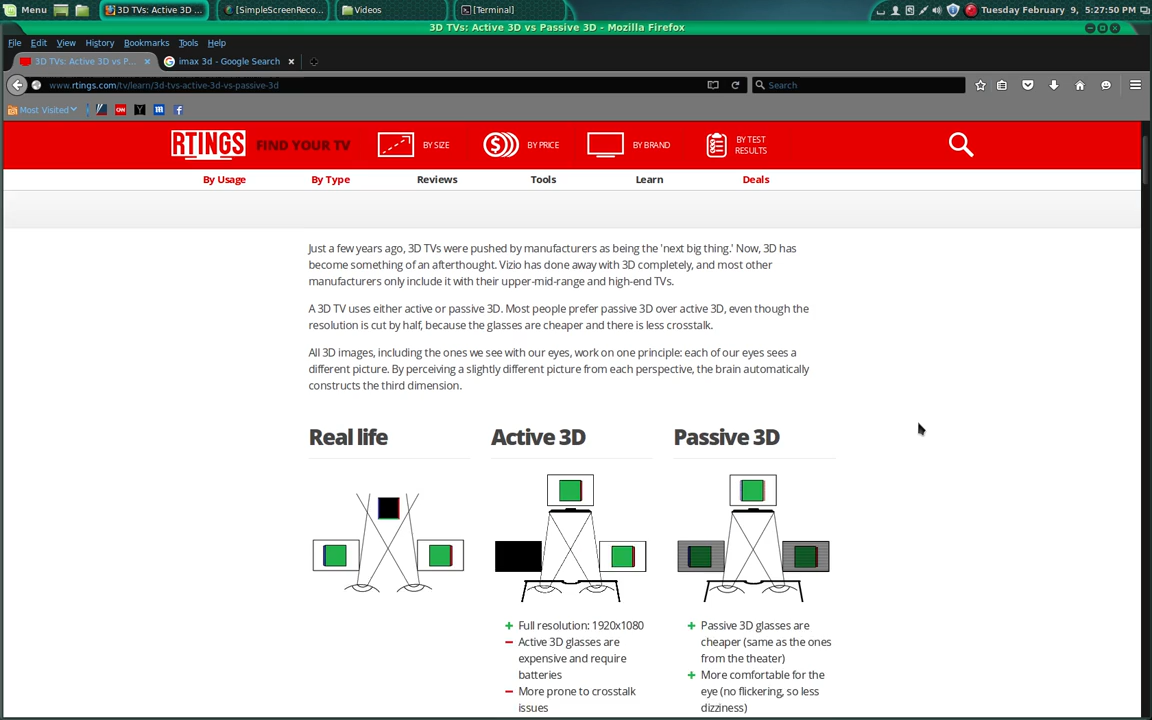 Menu 3D TVs: Active 3D ... [SimpleScreenReco... Videos [Terminal] Tuesday February 9, 5:27:50 PM
3D TVs: Active 3D vs Passive 3D - Mozilla Firefox
File Edit View History Bookmarks Tools Help
3D TVs: Active 3D vs P... imax 3d - Google Search
www.rtings.com/tv/learn/3d-tvs-active-3d-vs-passive-3d Search
Most Visited
RTINGS FIND YOUR TV BY SIZE BY PRICE BY BRAND BY TEST
RESULTS
By Usage By Type Reviews Tools Learn Deals
Just a few years ago, 3D TVs were pushed by manufacturers as being the 'next big thing.' Now, 3D has
become something of an afterthought. Vizio has done away with 3D completely, and most other
manufacturers only include it with their upper-mid-range and high-end TVs.
A 3D TV uses either active or passive 3D. Most people prefer passive 3D over active 3D, even though the
resolution is cut by half, because the glasses are cheaper and there is less crosstalk.
All 3D images, including the ones we see with our eyes, work on one principle: each of our eyes sees a
different picture. By perceiving a slightly different picture from each perspective, the brain automatically
constructs the third dimension.
Real life
Active 3D
+ Full resolution: 1920x1080
− Active 3D glasses are
expensive and require
batteries
− More prone to crosstalk
issues
Passive 3D
+ Passive 3D glasses are
cheaper (same as the ones
from the theater)
+ More comfortable for the
eye (no flickering, so less
dizziness)